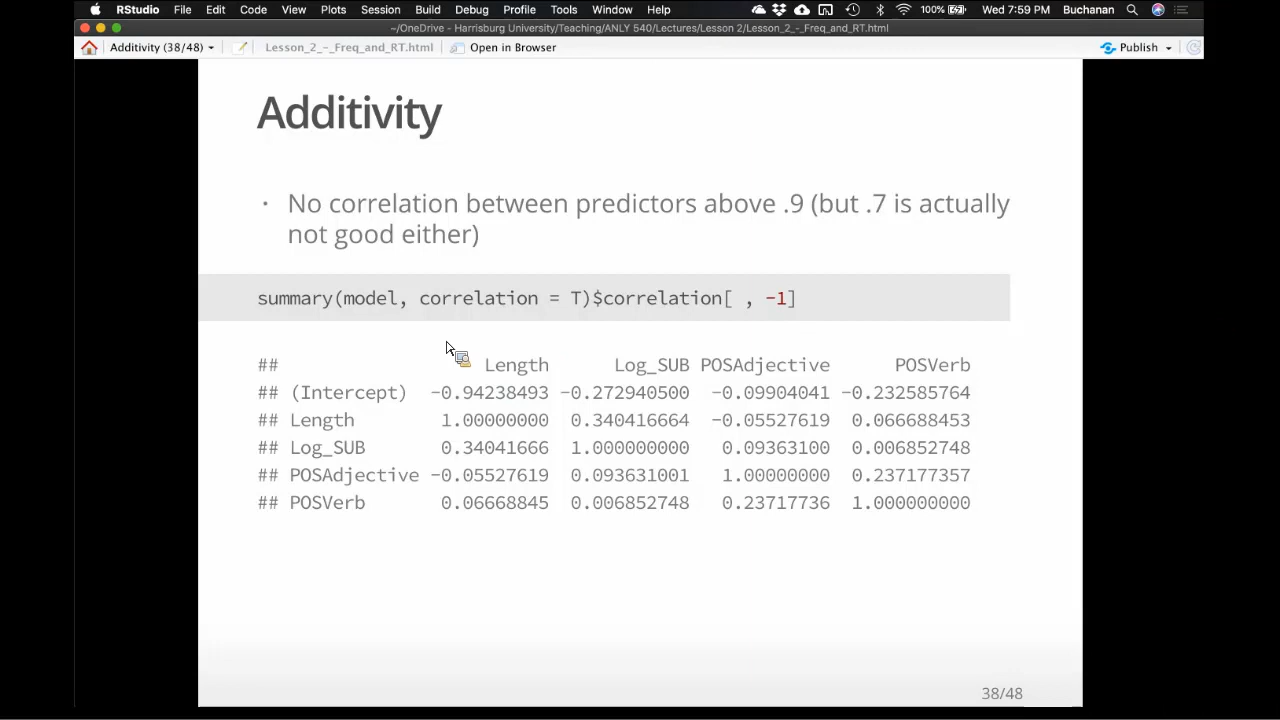 RStudio File Edit Code View Plots Session Build Debug Profile Tools Window Help 100% Wed 7:59 PM Buchanan
~/OneDrive - Harrisburg University/Teaching/ANLY 540/Lectures/Lesson 2/Lesson_2_-_Freq_and_RT.html
Additivity (38/48) Lesson_2_-_Freq_and_RT.html Open in Browser Publish
Additivity
• No correlation between predictors above .9 (but .7 is actually
not good either)
summary(model, correlation = T)$correlation[ , -1]
## Length Log_SUB POSAdjective POSVerb
## (Intercept) -0.94238493 -0.272940500 -0.09904041 -0.232585764
## Length 1.00000000 0.340416664 -0.05527619 0.066688453
## Log_SUB 0.34041666 1.000000000 0.09363100 0.006852748
## POSAdjective -0.05527619 0.093631001 1.00000000 0.237177357
## POSVerb 0.06668845 0.006852748 0.23717736 1.000000000
38/48